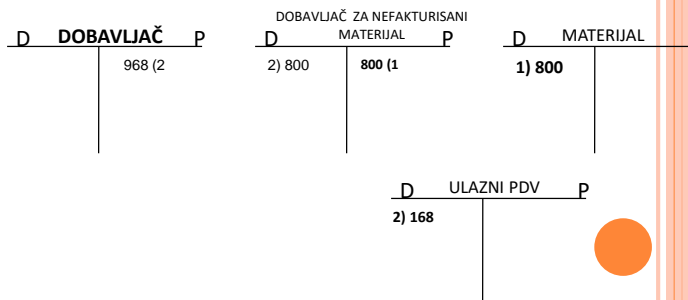 DOBAVLJAČ ZA NEFAKTURISANI
D DOBAVLJAČ P
D MATERIJAL P
D MATERIJAL
968 (2
2) 800 800 (1
1) 800
D ULAZNI PDV P
2) 168